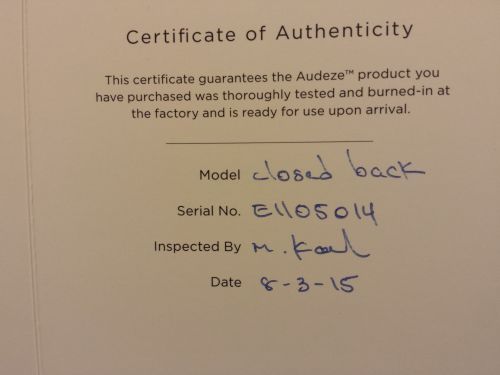 Certificate of Authenticity
This certificate guarantees the Audeze™ product you
have purchased was thoroughly tested and burned-in at
the factory and is ready for use upon arrival.
Model closed back
Serial No. E1105014
Inspected By M.
Date 8-3-15